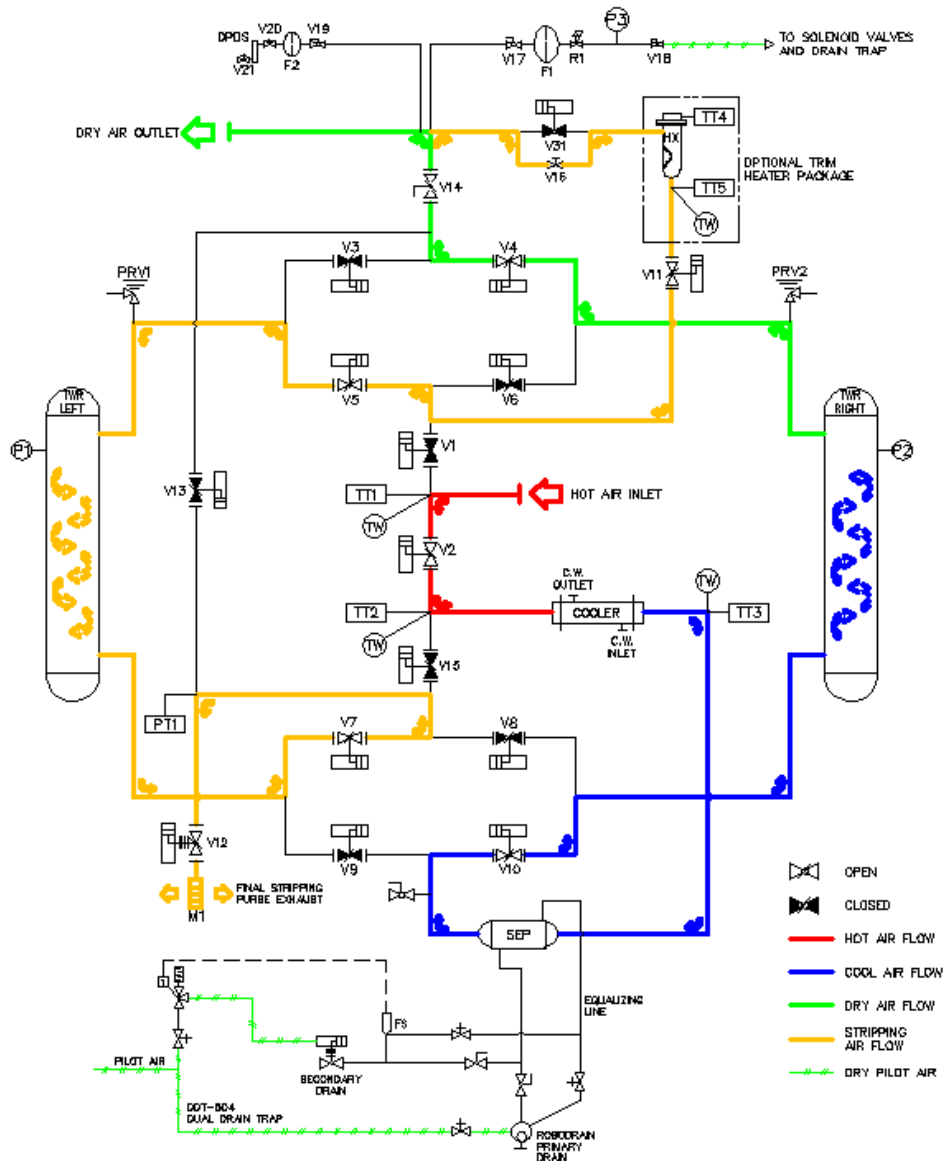 P3
V20
V19
DPDS
V21
F2
V17
F1
R1
V18
TO SOLENOID VALVES
AND DRAIN TRAP
DRY AIR OUTLET
V31
V16
HX
TT4
TT5
TW
OPTIONAL TRIM
HEATER PACKAGE
V14
V3
V4
V11
PRV1
PRV2
V5
V6
TWR
LEFT
TWR
RIGHT
P1
P2
V1
V13
TT1
HOT AIR INLET
TW
V2
C.W.
OUTLET
TW
TT2
COOLER
TT3
TW
C.W.
INLET
V15
PT1
V7
V8
V12
V9
V10
FINAL STRIPPING
PURGE EXHAUST
M1
SEP
OPEN
CLOSED
HOT AIR FLOW
COOL AIR FLOW
DRY AIR FLOW
STRIPPING
AIR FLOW
DRY PILOT AIR
EQUALIZING
LINE
FS
PILOT AIR
SECONDARY
DRAIN
DDT-504
DUAL DRAIN TRAP
ROBODRAIN
PRIMARY
DRAIN